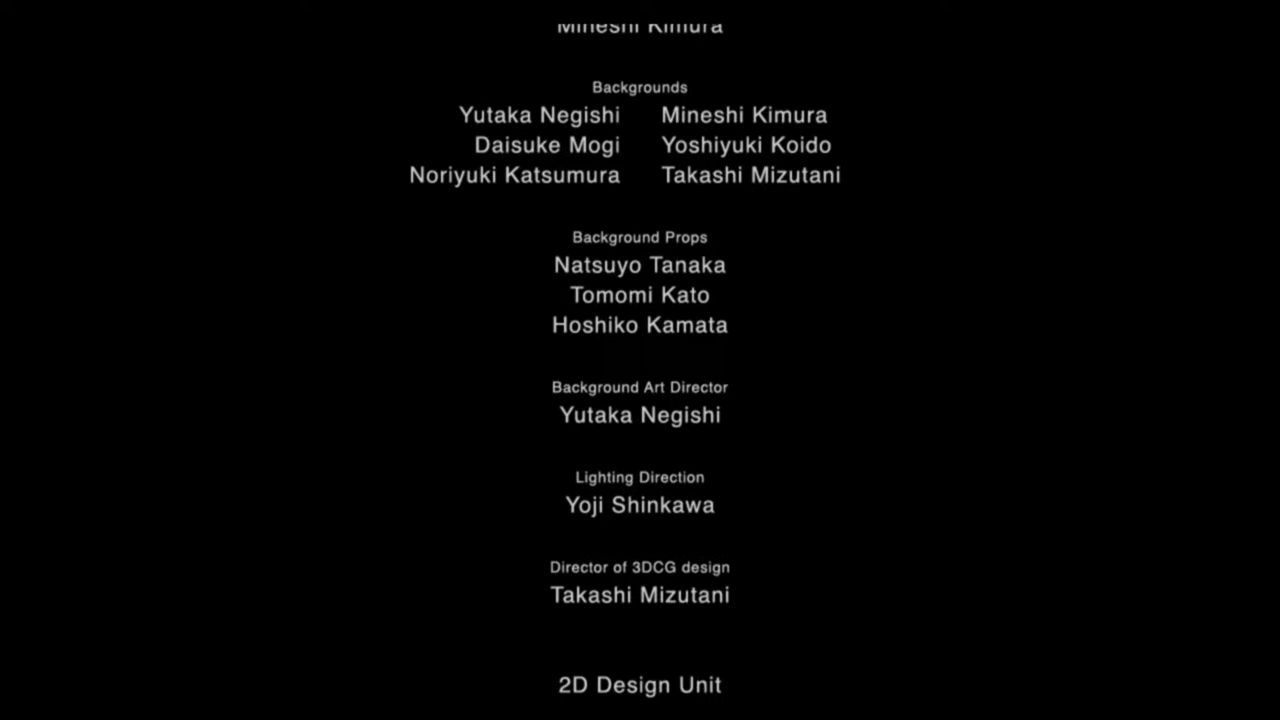 Mineshi Kimura
Backgrounds
Yutaka Negishi Mineshi Kimura
Daisuke Mogi Yoshiyuki Koido
Noriyuki Katsumura Takashi Mizutani
Background Props
Natsuyo Tanaka
Tomomi Kato
Hoshiko Kamata
Background Art Director
Yutaka Negishi
Lighting Direction
Yoji Shinkawa
Director of 3DCG design
Takashi Mizutani
2D Design Unit